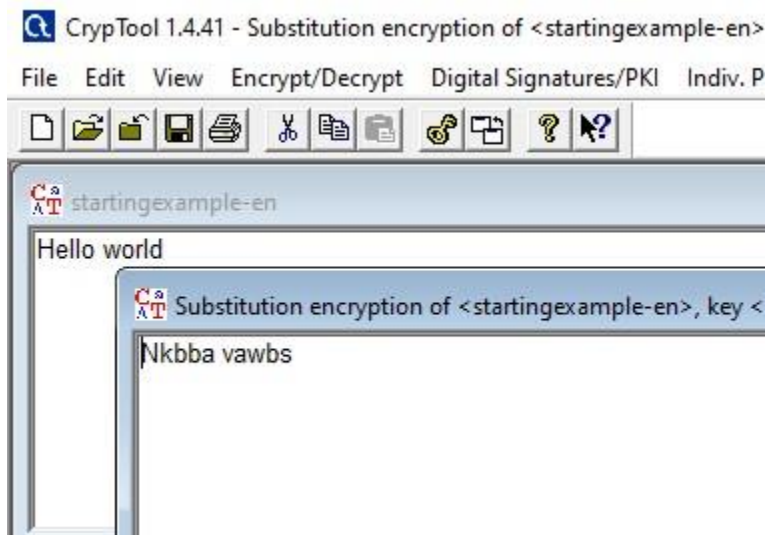 CrypTool 1.4.41 - Substitution encryption of <startingexample-en>
File Edit View Encrypt/Decrypt Digital Signatures/PKI Indiv. P
startingexample-en
Hello world
Substitution encryption of <startingexample-en>, key <
Nkbba vawbs